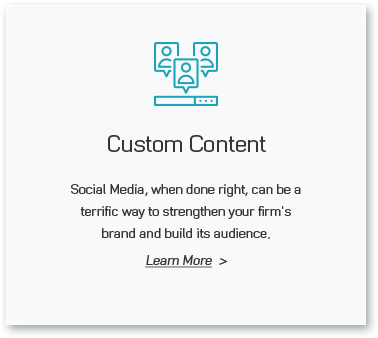 Custom Content
Social Media, when done right, can be a
terrific way to strengthen your firm's
brand and build its audience.
Learn More >